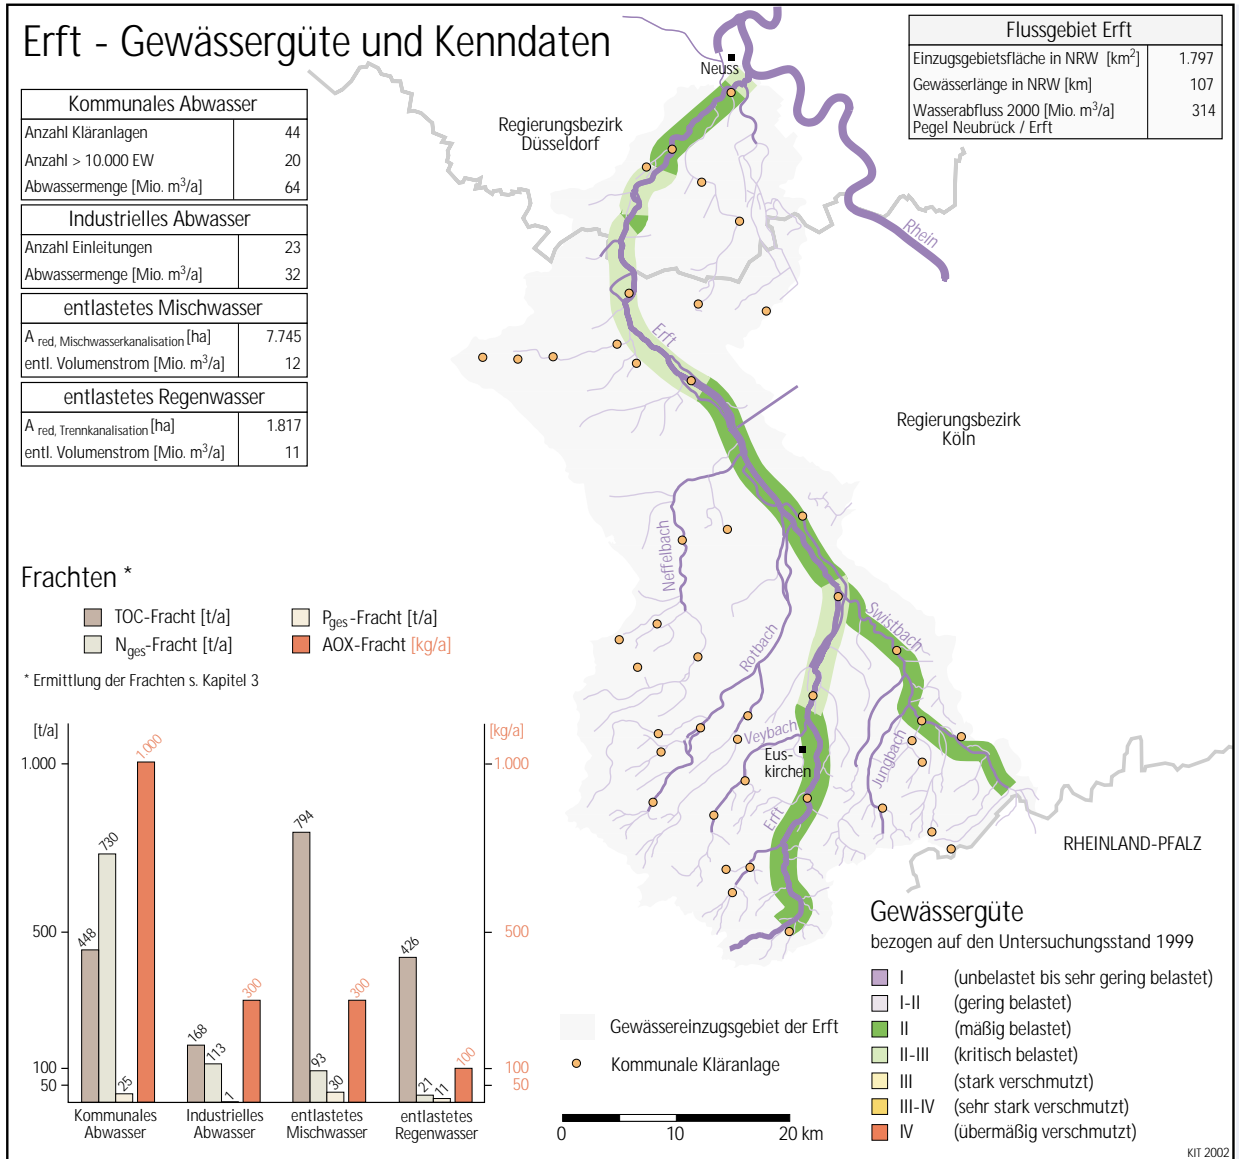 Erft - Gewässergüte und Kenndaten
Kommunales Abwasser
Anzahl Kläranlagen 44
Anzahl > 10.000 EW 20
Abwassermenge [Mio. m³/a] 64
Industrielles Abwasser
Anzahl Einleitungen 23
Abwassermenge [Mio. m³/a] 32
entlastetes Mischwasser
A red, Mischwasserkanalisation [ha] 7.745
entl. Volumenstrom [Mio. m³/a] 12
entlastetes Regenwasser
A red, Trennkanalisation [ha] 1.817
entl. Volumenstrom [Mio. m³/a] 11
Flussgebiet Erft
Einzugsgebietsfläche in NRW [km²] 1.797
Gewässerlänge in NRW [km] 107
Wasserabfluss 2000 [Mio. m³/a] 314
Pegel Neubrück / Erft
Neuss
Regierungsbezirk
Düsseldorf
Rhein
Erft
Regierungsbezirk
Köln
Neffelbach
Rotbach
Swistbach
Veybach
Jungbach
Eus-
kirchen
Erft
RHEINLAND-PFALZ
Frachten *
TOC-Fracht [t/a]
Nges-Fracht [t/a]
Pges-Fracht [t/a]
AOX-Fracht [kg/a]
* Ermittlung der Frachten s. Kapitel 3
[t/a]
1.000
500
100
50
[kg/a]
1.000
500
100
50
448
730
25
1.000
168
113
1
300
794
93
30
300
426
21
11
100
Kommunales
Abwasser
Industrielles
Abwasser
entlastetes
Mischwasser
entlastetes
Regenwasser
Gewässereinzugsgebiet der Erft
Kommunale Kläranlage
0 10 20 km
Gewässergüte
bezogen auf den Untersuchungsstand 1999
I (unbelastet bis sehr gering belastet)
I-II (gering belastet)
II (mäßig belastet)
II-III (kritisch belastet)
III (stark verschmutzt)
III-IV (sehr stark verschmutzt)
IV (übermäßig verschmutzt)
KIT 2002